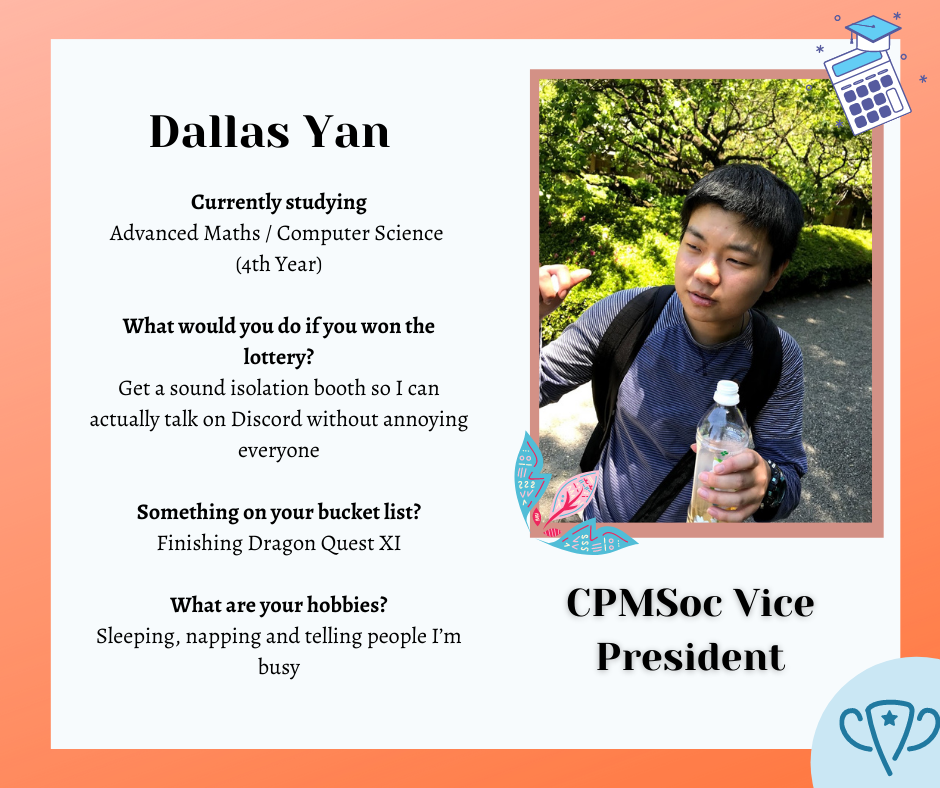 Dallas Yan
Currently studying
Advanced Maths / Computer Science
(4th Year)
What would you do if you won the
lottery?
Get a sound isolation booth so I can
actually talk on Discord without annoying
everyone
Something on your bucket list?
Finishing Dragon Quest XI
What are your hobbies?
Sleeping, napping and telling people I’m
busy
CPMSoc Vice
President